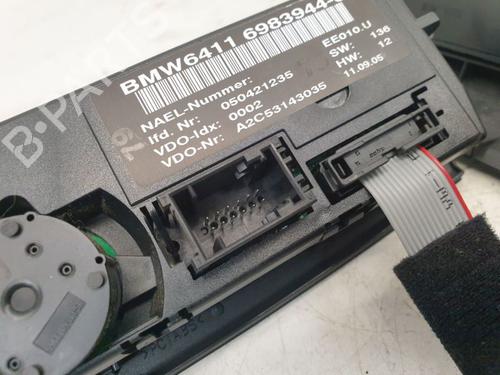 BMW6411 6983944-
NAEL-Nummer: EE010.U
lfd. Nr: 050421235 SW: 136
VDO-Idx: 0002 HW: 12
VDO-Nr: A2C53143035 11.09.05
B-PARTS